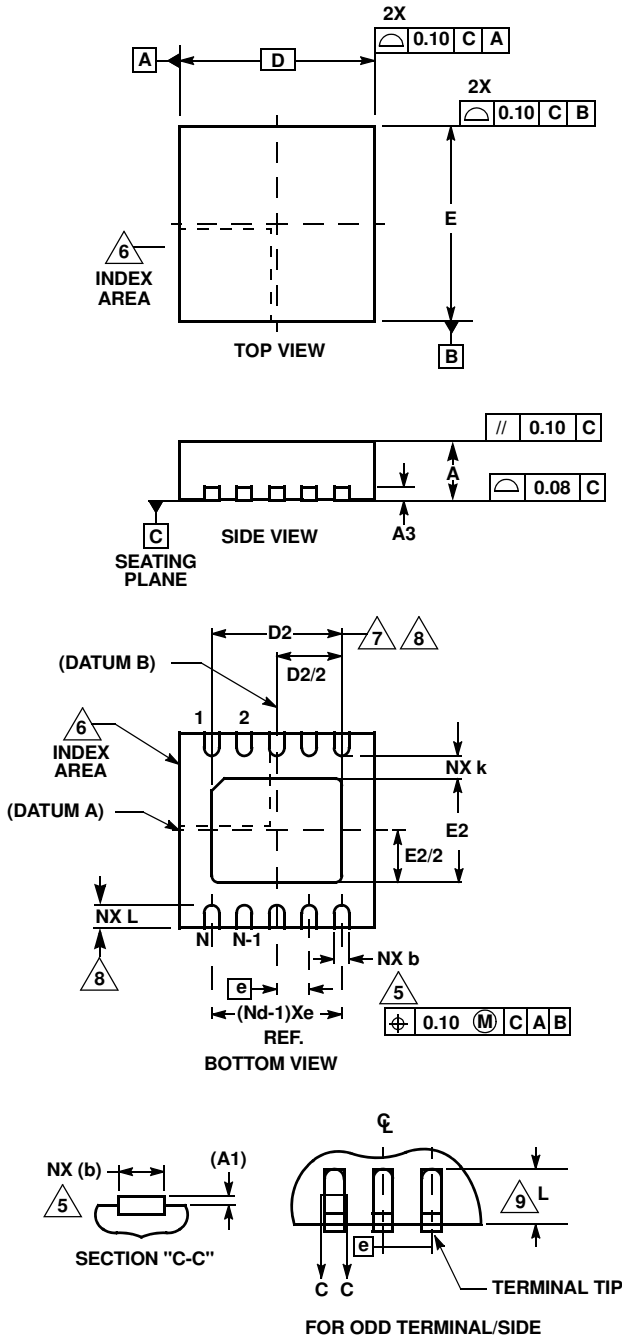 2X
⌓ 0.10 C A
A
D
2X
⌓ 0.10 C B
E
6
INDEX
AREA
TOP VIEW
B
// 0.10 C
A
⌓ 0.08 C
C
SIDE VIEW
A3
SEATING
PLANE
D2
7 8
(DATUM B)
D2/2
6
1 2
INDEX
AREA
NX k
(DATUM A)
E2
E2/2
NX L
N N-1
8
NX b
e
5
(Nd-1)Xe
⌖ 0.10 Ⓜ C A B
REF.
BOTTOM VIEW
℄
NX (b)
(A1)
5
9 L
SECTION "C-C"
e
C C
TERMINAL TIP
FOR ODD TERMINAL/SIDE